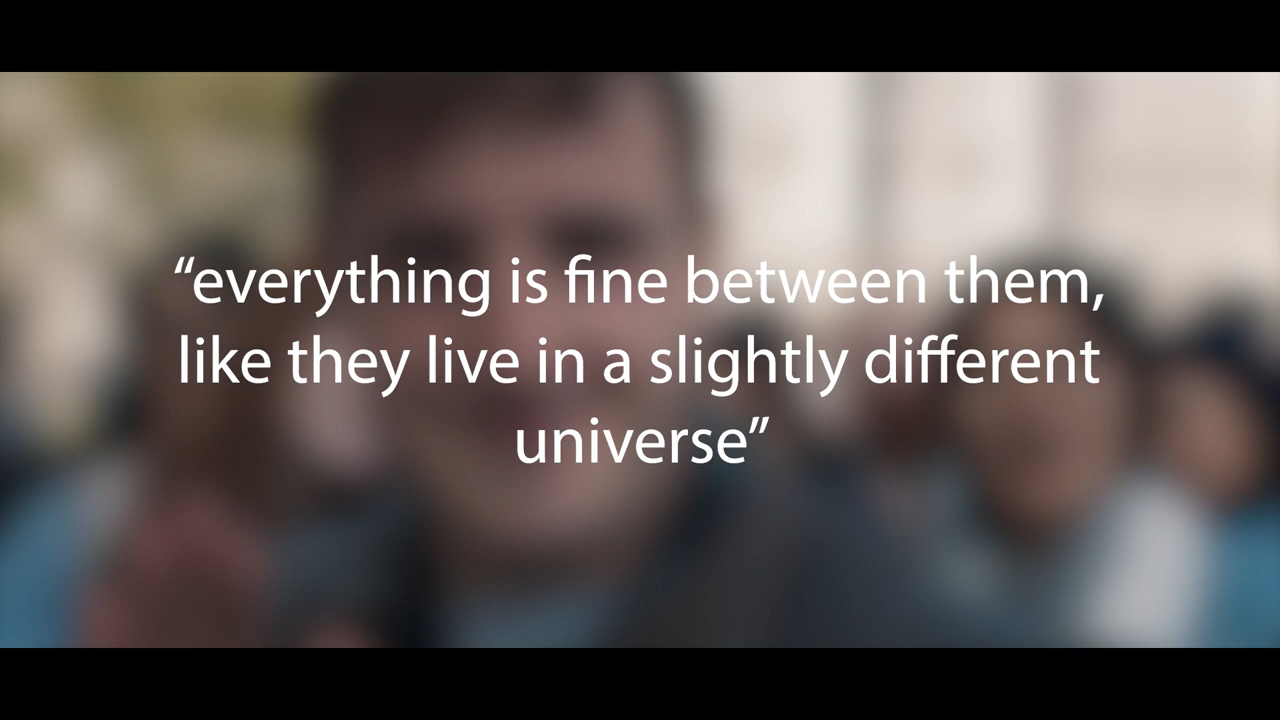 “everything is fine between them,
like they live in a slightly different
universe”